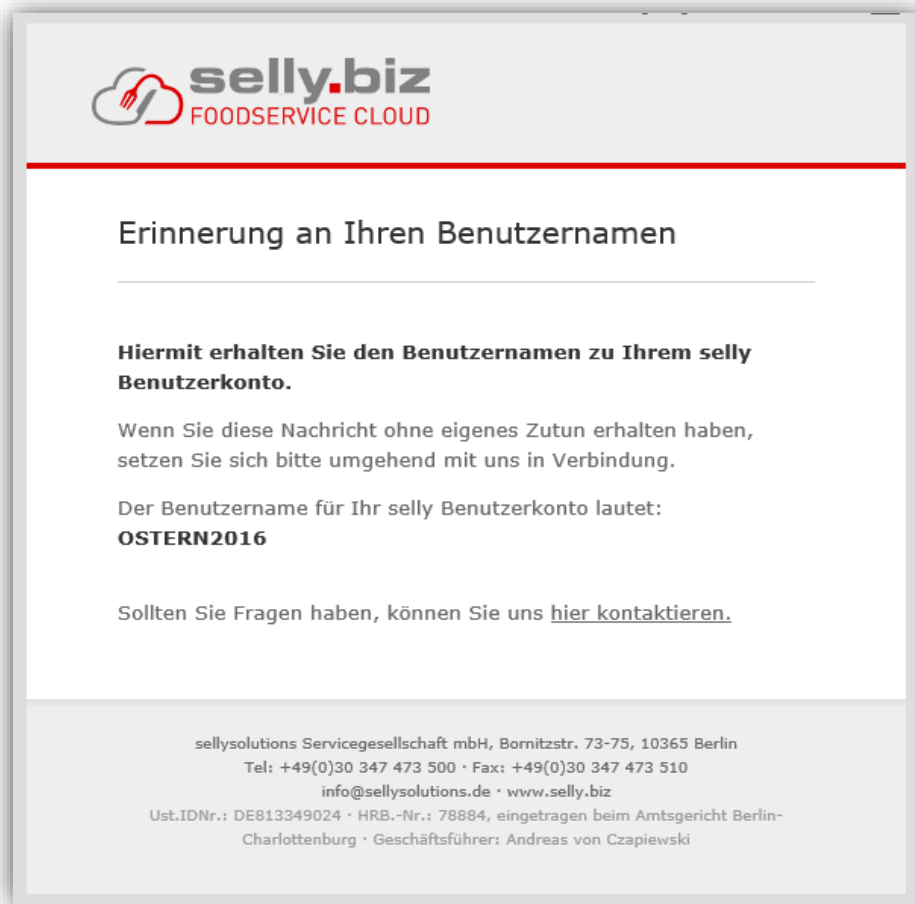 selly.biz
FOODSERVICE CLOUD
Erinnerung an Ihren Benutzernamen
Hiermit erhalten Sie den Benutzernamen zu Ihrem selly
Benutzerkonto.
Wenn Sie diese Nachricht ohne eigenes Zutun erhalten haben,
setzen Sie sich bitte umgehend mit uns in Verbindung.
Der Benutzername für Ihr selly Benutzerkonto lautet:
OSTERN2016
Sollten Sie Fragen haben, können Sie uns hier kontaktieren.
sellysolutions Servicegesellschaft mbH, Bornitzstr. 73-75, 10365 Berlin
Tel: +49(0)30 347 473 500 · Fax: +49(0)30 347 473 510
info@sellysolutions.de · www.selly.biz
Ust.IDNr.: DE813349024 · HRB.-Nr.: 78884, eingetragen beim Amtsgericht Berlin-
Charlottenburg · Geschäftsführer: Andreas von Czapiewski